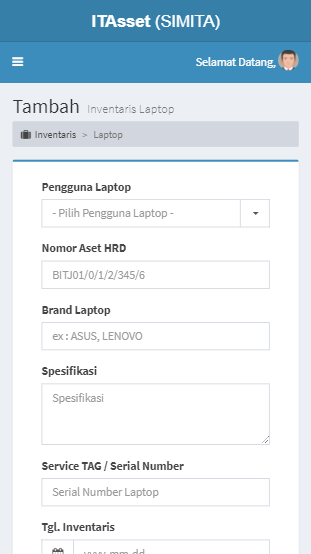 ITAsset (SIMITA)
Selamat Datang,
Tambah Inventaris Laptop
Inventaris > Laptop
Pengguna Laptop
- Pilih Pengguna Laptop -
Nomor Aset HRD
BITJ01/0/1/2/345/6
Brand Laptop
ex : ASUS, LENOVO
Spesifikasi
Spesifikasi
Service TAG / Serial Number
Serial Number Laptop
Tgl. Inventaris
yyyy-mm-dd